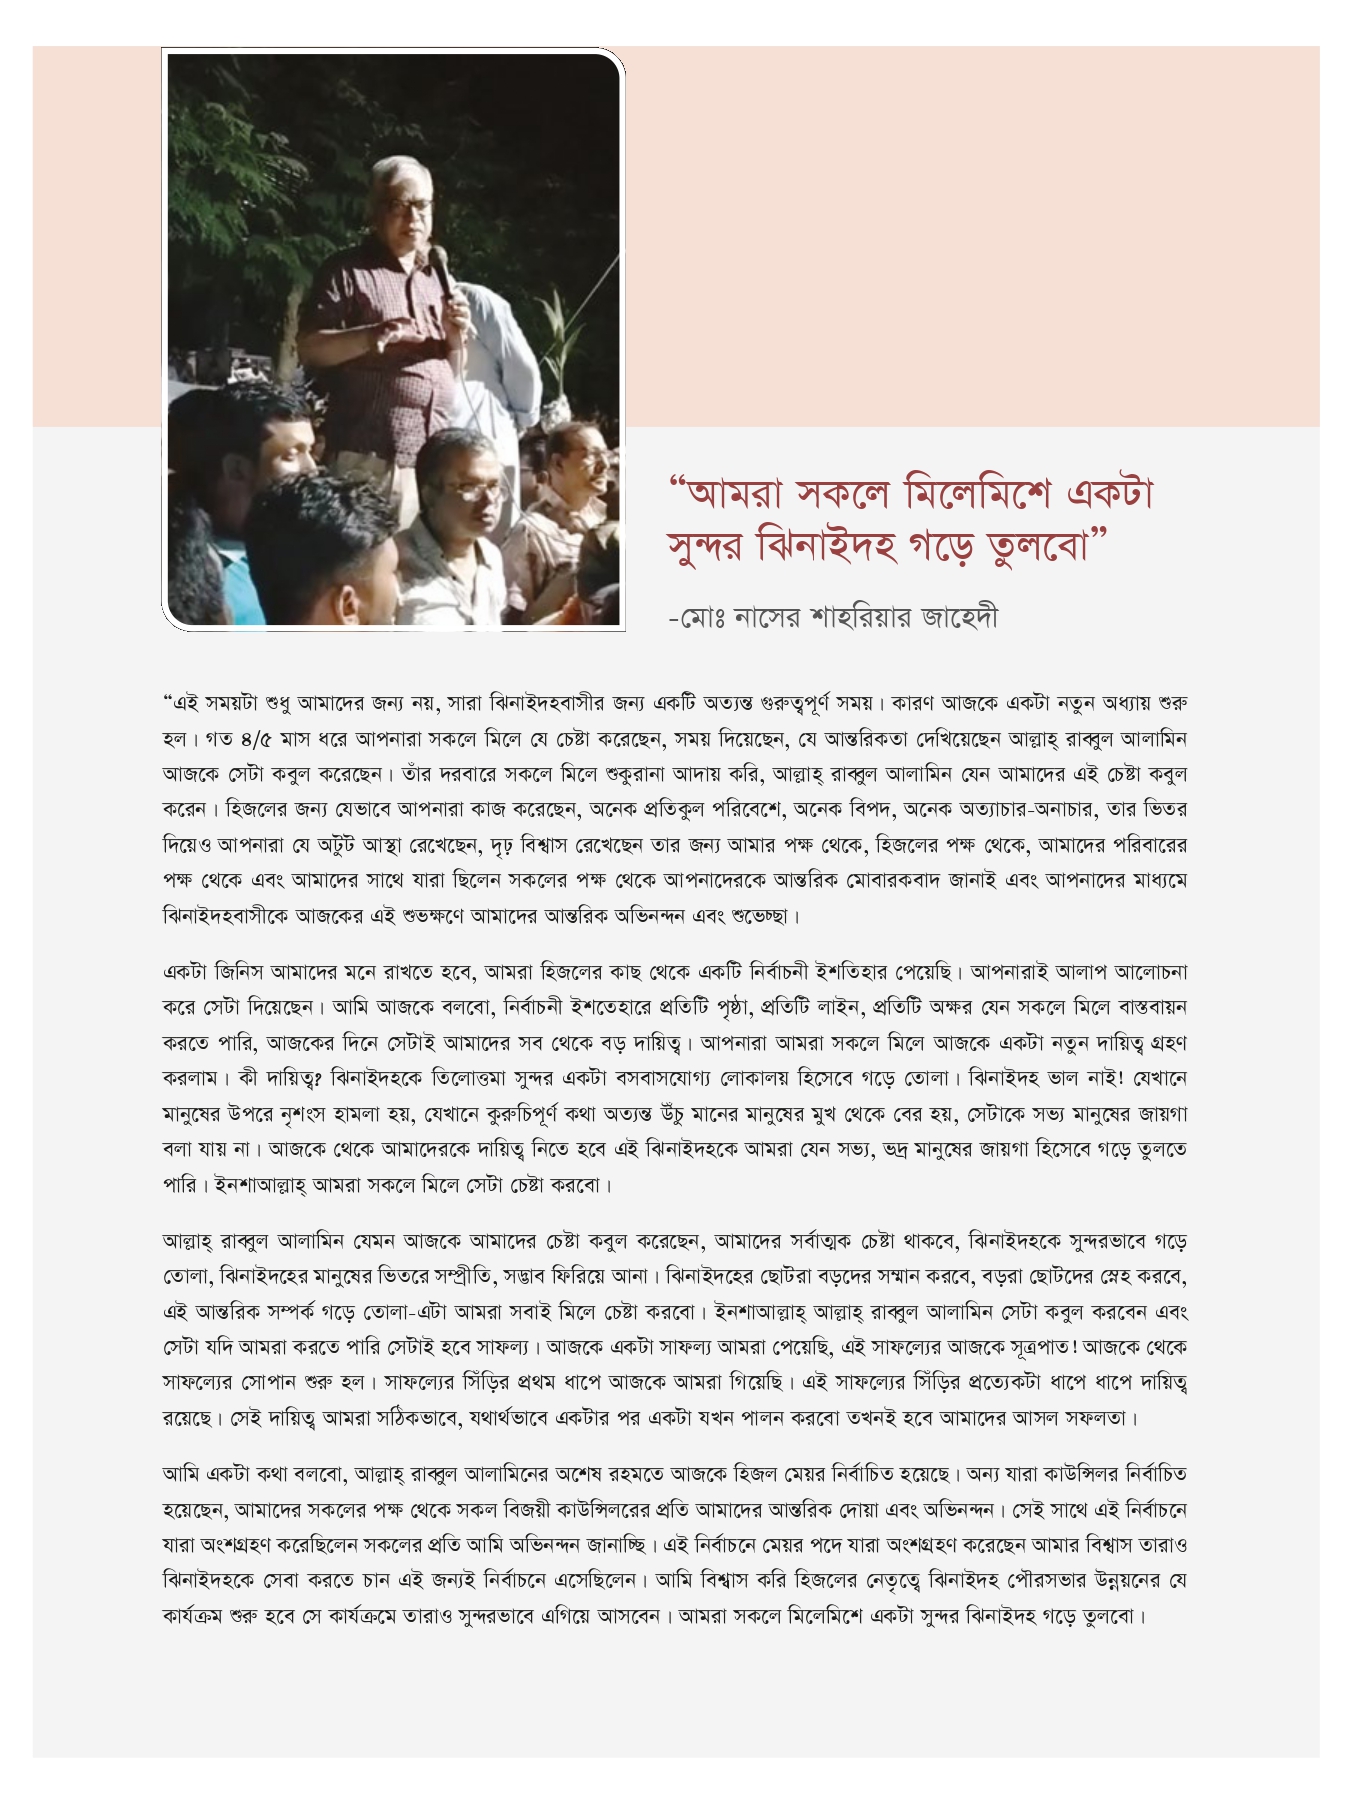 “আমরা সকলে মিলেমিশে একটা
সুন্দর ঝিনাইদহ গড়ে তুলবো”
-মোঃ নাসের শাহরিয়ার জাহেদী
“এই সময়টা শুধু আমাদের জন্য নয়, সারা ঝিনাইদহবাসীর জন্য একটি অত্যন্ত গুরুত্বপূর্ণ সময়। কারণ আজকে একটা নতুন অধ্যায় শুরু
হল। গত ৪/৫ মাস ধরে আপনারা সকলে মিলে যে চেষ্টা করেছেন, সময় দিয়েছেন, যে আন্তরিকতা দেখিয়েছেন আল্লাহ্ রাব্বুল আলামিন
আজকে সেটা কবুল করেছেন। তাঁর দরবারে সকলে মিলে শুকুরানা আদায় করি, আল্লাহ্ রাব্বুল আলামিন যেন আমাদের এই চেষ্টা কবুল
করেন। হিজলের জন্য যেভাবে আপনারা কাজ করেছেন, অনেক প্রতিকুল পরিবেশে, অনেক বিপদ, অনেক অত্যাচার-অনাচার, তার ভিতর
দিয়েও আপনারা যে অটুট আস্থা রেখেছেন, দৃঢ় বিশ্বাস রেখেছেন তার জন্য আমার পক্ষ থেকে, হিজলের পক্ষ থেকে, আমাদের পরিবারের
পক্ষ থেকে এবং আমাদের সাথে যারা ছিলেন সকলের পক্ষ থেকে আপনাদেরকে আন্তরিক মোবারকবাদ জানাই এবং আপনাদের মাধ্যমে
ঝিনাইদহবাসীকে আজকের এই শুভক্ষণে আমাদের আন্তরিক অভিনন্দন এবং শুভেচ্ছা।
একটা জিনিস আমাদের মনে রাখতে হবে, আমরা হিজলের কাছ থেকে একটি নির্বাচনী ইশতিহার পেয়েছি। আপনারাই আলাপ আলোচনা
করে সেটা দিয়েছেন। আমি আজকে বলবো, নির্বাচনী ইশতেহারে প্রতিটি পৃষ্ঠা, প্রতিটি লাইন, প্রতিটি অক্ষর যেন সকলে মিলে বাস্তবায়ন
করতে পারি, আজকের দিনে সেটাই আমাদের সব থেকে বড় দায়িত্ব। আপনারা আমরা সকলে মিলে আজকে একটা নতুন দায়িত্ব গ্রহণ
করলাম। কী দায়িত্ব? ঝিনাইদহকে তিলোত্তমা সুন্দর একটা বসবাসযোগ্য লোকালয় হিসেবে গড়ে তোলা। ঝিনাইদহ ভাল নাই! যেখানে
মানুষের উপরে নৃশংস হামলা হয়, যেখানে কুরুচিপূর্ণ কথা অত্যন্ত উঁচু মানের মানুষের মুখ থেকে বের হয়, সেটাকে সভ্য মানুষের জায়গা
বলা যায় না। আজকে থেকে আমাদেরকে দায়িত্ব নিতে হবে এই ঝিনাইদহকে আমরা যেন সভ্য, ভদ্র মানুষের জায়গা হিসেবে গড়ে তুলতে
পারি। ইনশাআল্লাহ্ আমরা সকলে মিলে সেটা চেষ্টা করবো।
আল্লাহ্ রাব্বুল আলামিন যেমন আজকে আমাদের চেষ্টা কবুল করেছেন, আমাদের সর্বাত্মক চেষ্টা থাকবে, ঝিনাইদহকে সুন্দরভাবে গড়ে
তোলা, ঝিনাইদহের মানুষের ভিতরে সম্প্রীতি, সদ্ভাব ফিরিয়ে আনা। ঝিনাইদহের ছোটরা বড়দের সম্মান করবে, বড়রা ছোটদের স্নেহ করবে,
এই আন্তরিক সম্পর্ক গড়ে তোলা-এটা আমরা সবাই মিলে চেষ্টা করবো। ইনশাআল্লাহ্ আল্লাহ্ রাব্বুল আলামিন সেটা কবুল করবেন এবং
সেটা যদি আমরা করতে পারি সেটাই হবে সাফল্য। আজকে একটা সাফল্য আমরা পেয়েছি, এই সাফল্যের আজকে সূত্রপাত! আজকে থেকে
সাফল্যের সোপান শুরু হল। সাফল্যের সিঁড়ির প্রথম ধাপে আজকে আমরা গিয়েছি। এই সাফল্যের সিঁড়ির প্রত্যেকটা ধাপে ধাপে দায়িত্ব
রয়েছে। সেই দায়িত্ব আমরা সঠিকভাবে, যথার্থভাবে একটার পর একটা যখন পালন করবো তখনই হবে আমাদের আসল সফলতা।
আমি একটা কথা বলবো, আল্লাহ্ রাব্বুল আলামিনের অশেষ রহমতে আজকে হিজল মেয়র নির্বাচিত হয়েছে। অন্য যারা কাউন্সিলর নির্বাচিত
হয়েছেন, আমাদের সকলের পক্ষ থেকে সকল বিজয়ী কাউন্সিলরের প্রতি আমাদের আন্তরিক দোয়া এবং অভিনন্দন। সেই সাথে এই নির্বাচনে
যারা অংশগ্রহণ করেছিলেন সকলের প্রতি আমি অভিনন্দন জানাচ্ছি। এই নির্বাচনে মেয়র পদে যারা অংশগ্রহণ করেছেন আমার বিশ্বাস তারাও
ঝিনাইদহকে সেবা করতে চান এই জন্যই নির্বাচনে এসেছিলেন। আমি বিশ্বাস করি হিজলের নেতৃত্বে ঝিনাইদহ পৌরসভার উন্নয়নের যে
কার্যক্রম শুরু হবে সে কার্যক্রমে তারাও সুন্দরভাবে এগিয়ে আসবেন। আমরা সকলে মিলেমিশে একটা সুন্দর ঝিনাইদহ গড়ে তুলবো।